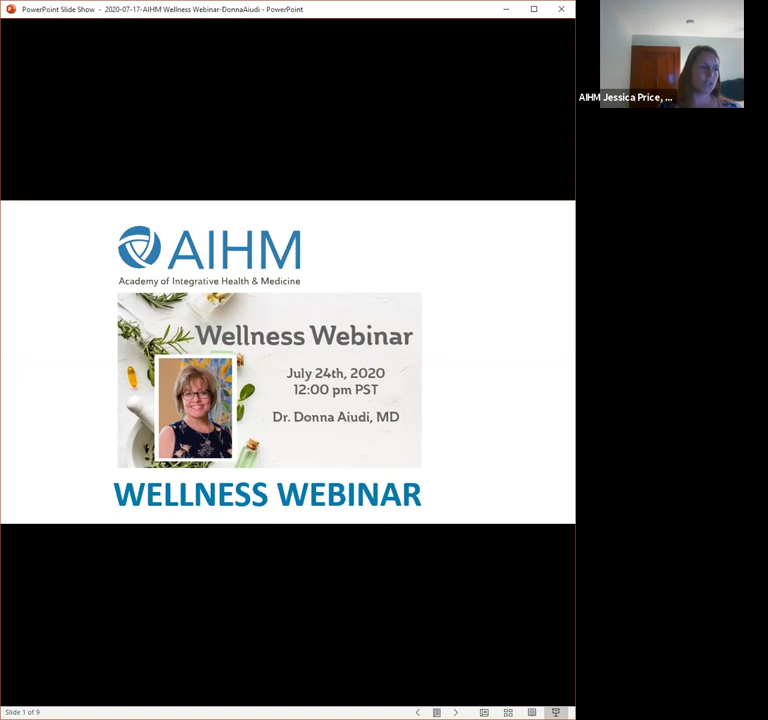 PowerPoint Slide Show - 2020-07-17-AIHM Wellness Webinar-DonnaAiudi - PowerPoint
AIHM Jessica Price, ...
AIHM
Academy of Integrative Health & Medicine
Wellness Webinar
July 24th, 2020
12:00 pm PST
Dr. Donna Aiudi, MD
WELLNESS WEBINAR
Slide 1 of 9